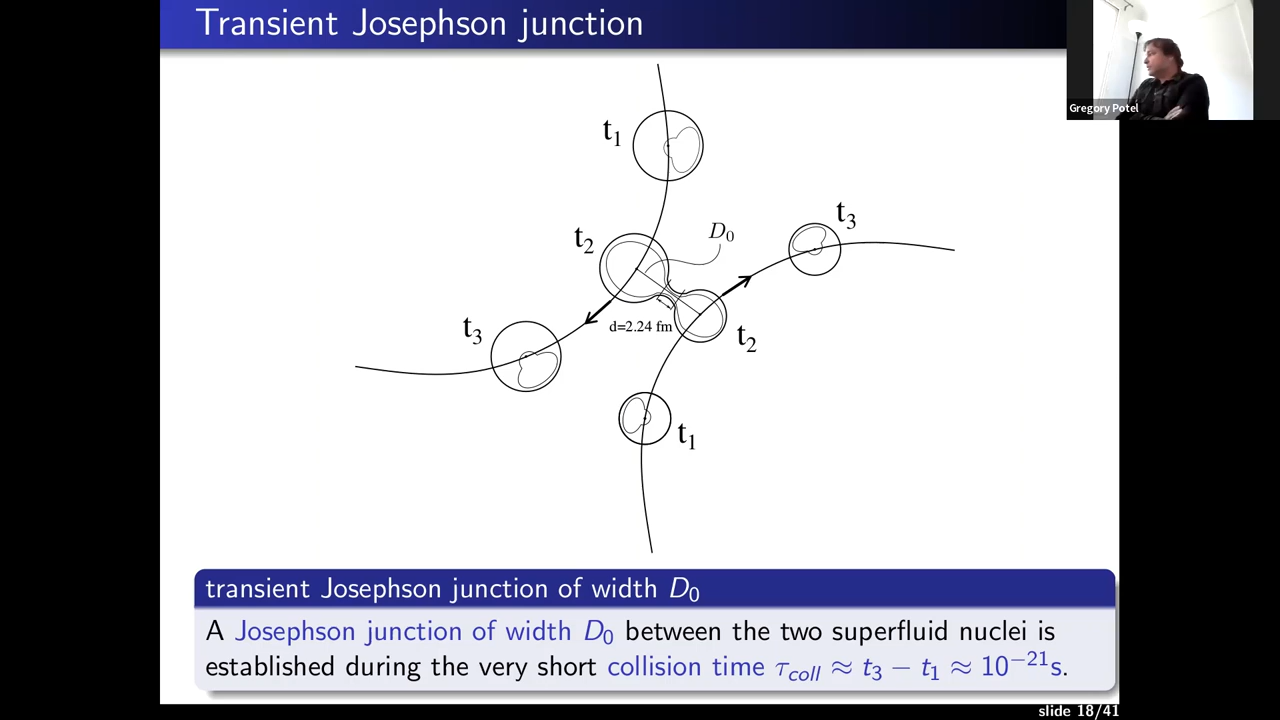 Transient Josephson junction
Gregory Potel
t₁
t₃
t₂
D₀
d=2.24 fm
t₂
t₃
t₁
transient Josephson junction of width D₀
A Josephson junction of width D₀ between the two superfluid nuclei is
established during the very short collision time τ_coll ≈ t₃ − t₁ ≈ 10⁻²¹s.
slide 18/41